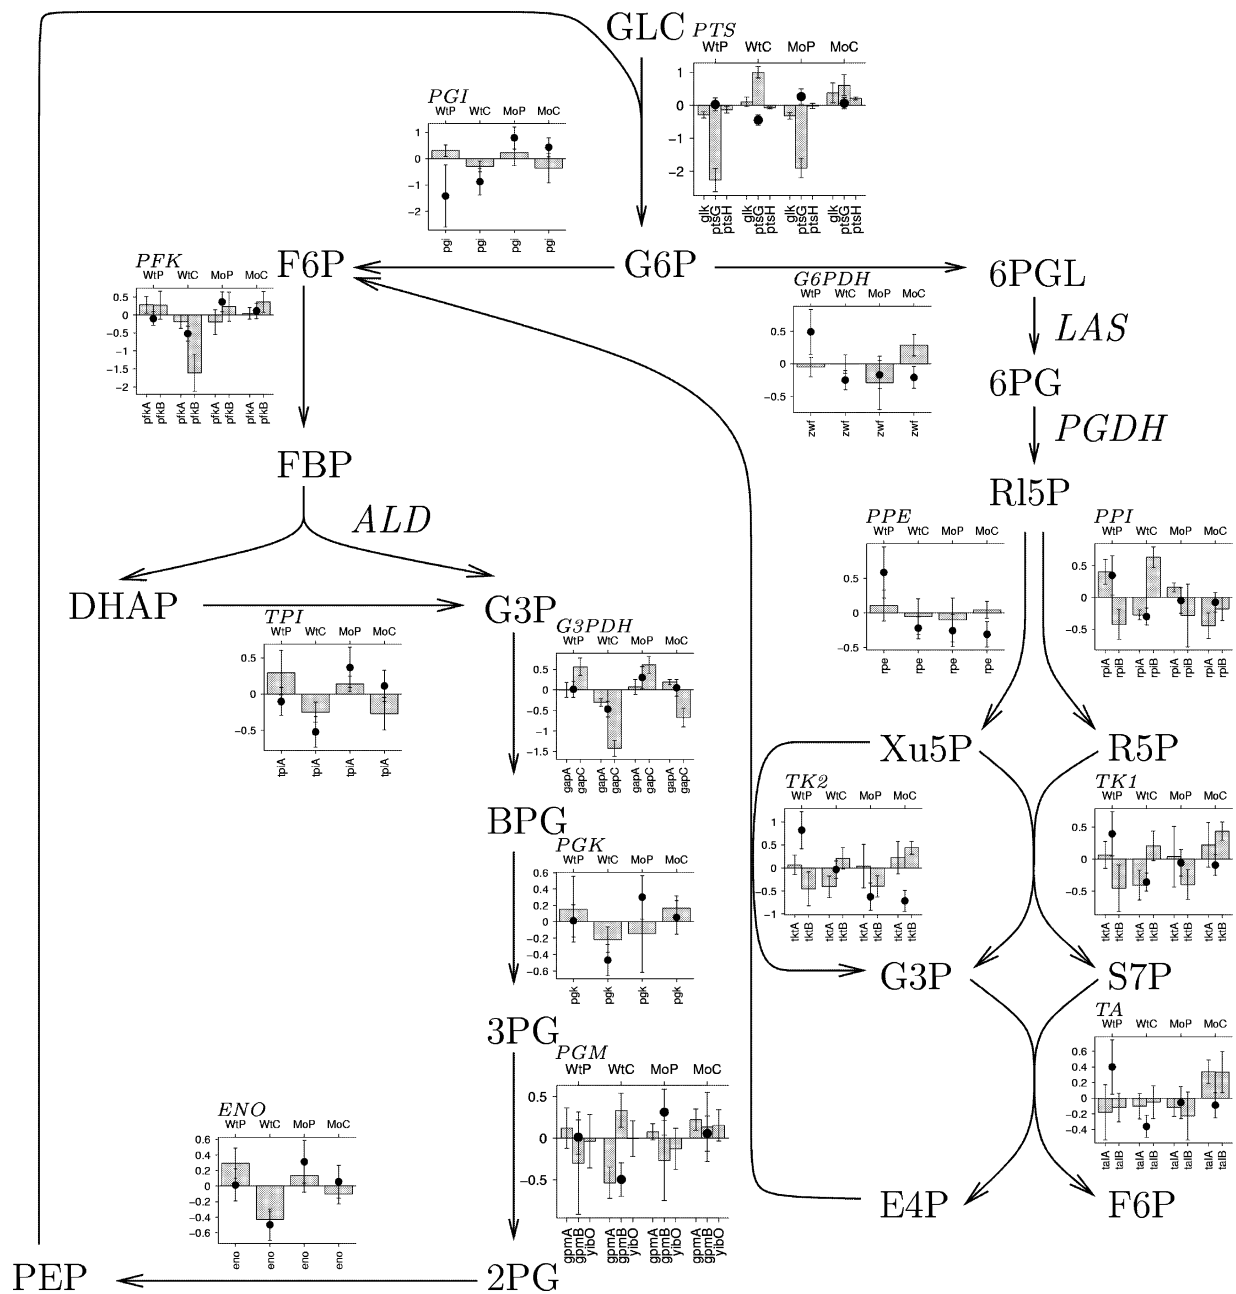 GLC PTS
WtP WtC MoP MoC
1
0
−1
−2
glk ptsG ptsH glk ptsG ptsH glk ptsG ptsH glk ptsG ptsH
PGI
WtP WtC MoP MoC
1
0
−1
−2
pgi pgi pgi pgi
PFK
WtP WtC MoP MoC
0.5
0
−0.5
−1
−1.5
−2
pfkA pfkB pfkA pfkB pfkA pfkB pfkA pfkB
F6P
G6P
6PGL
G6PDH
WtP WtC MoP MoC
0.5
0
−0.5
zwf zwf zwf zwf
LAS
6PG
PGDH
Rl5P
FBP
ALD
DHAP
G3P
TPI
WtP WtC MoP MoC
0.5
0
−0.5
tpiA tpiA tpiA tpiA
G3PDH
WtP WtC MoP MoC
0.5
0
−0.5
−1
−1.5
gapA gapC gapA gapC gapA gapC gapA gapC
PPE
WtP WtC MoP MoC
0.5
0
−0.5
rpe rpe rpe rpe
PPI
WtP WtC MoP MoC
0.5
0
−0.5
rpiA rpiB rpiA rpiB rpiA rpiB rpiA rpiB
Xu5P
R5P
BPG
PGK
WtP WtC MoP MoC
0.6
0.4
0.2
0
−0.2
−0.4
−0.6
pgk pgk pgk pgk
TK2
WtP WtC MoP MoC
1
0.5
0
−0.5
−1
tktA tktB tktA tktB tktA tktB tktA tktB
TK1
WtP WtC MoP MoC
0.5
0
−0.5
tktA tktB tktA tktB tktA tktB tktA tktB
G3P
S7P
3PG
PGM
WtP WtC MoP MoC
0.5
0
−0.5
gpmA gpmB yibO gpmA gpmB yibO gpmA gpmB yibO gpmA gpmB yibO
TA
WtP WtC MoP MoC
0.6
0.4
0.2
0
−0.2
−0.4
talA talB talA talB talA talB talA talB
ENO
WtP WtC MoP MoC
0.6
0.4
0.2
0
−0.2
−0.4
−0.6
eno eno eno eno
E4P
F6P
PEP
2PG